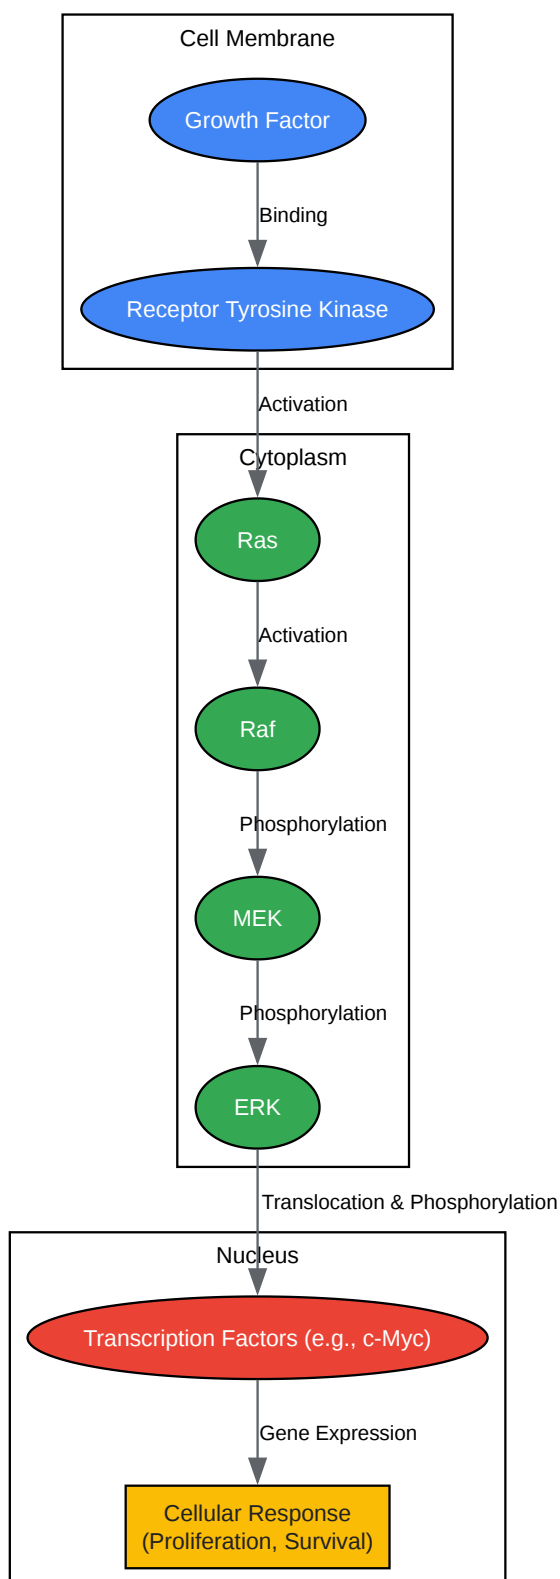 Cell Membrane
Growth Factor
Binding
Receptor Tyrosine Kinase
Activation
Cytoplasm
Ras
Activation
Raf
Phosphorylation
MEK
Phosphorylation
ERK
Translocation & Phosphorylation
Nucleus
Transcription Factors (e.g., c-Myc)
Gene Expression
Cellular Response
(Proliferation, Survival)